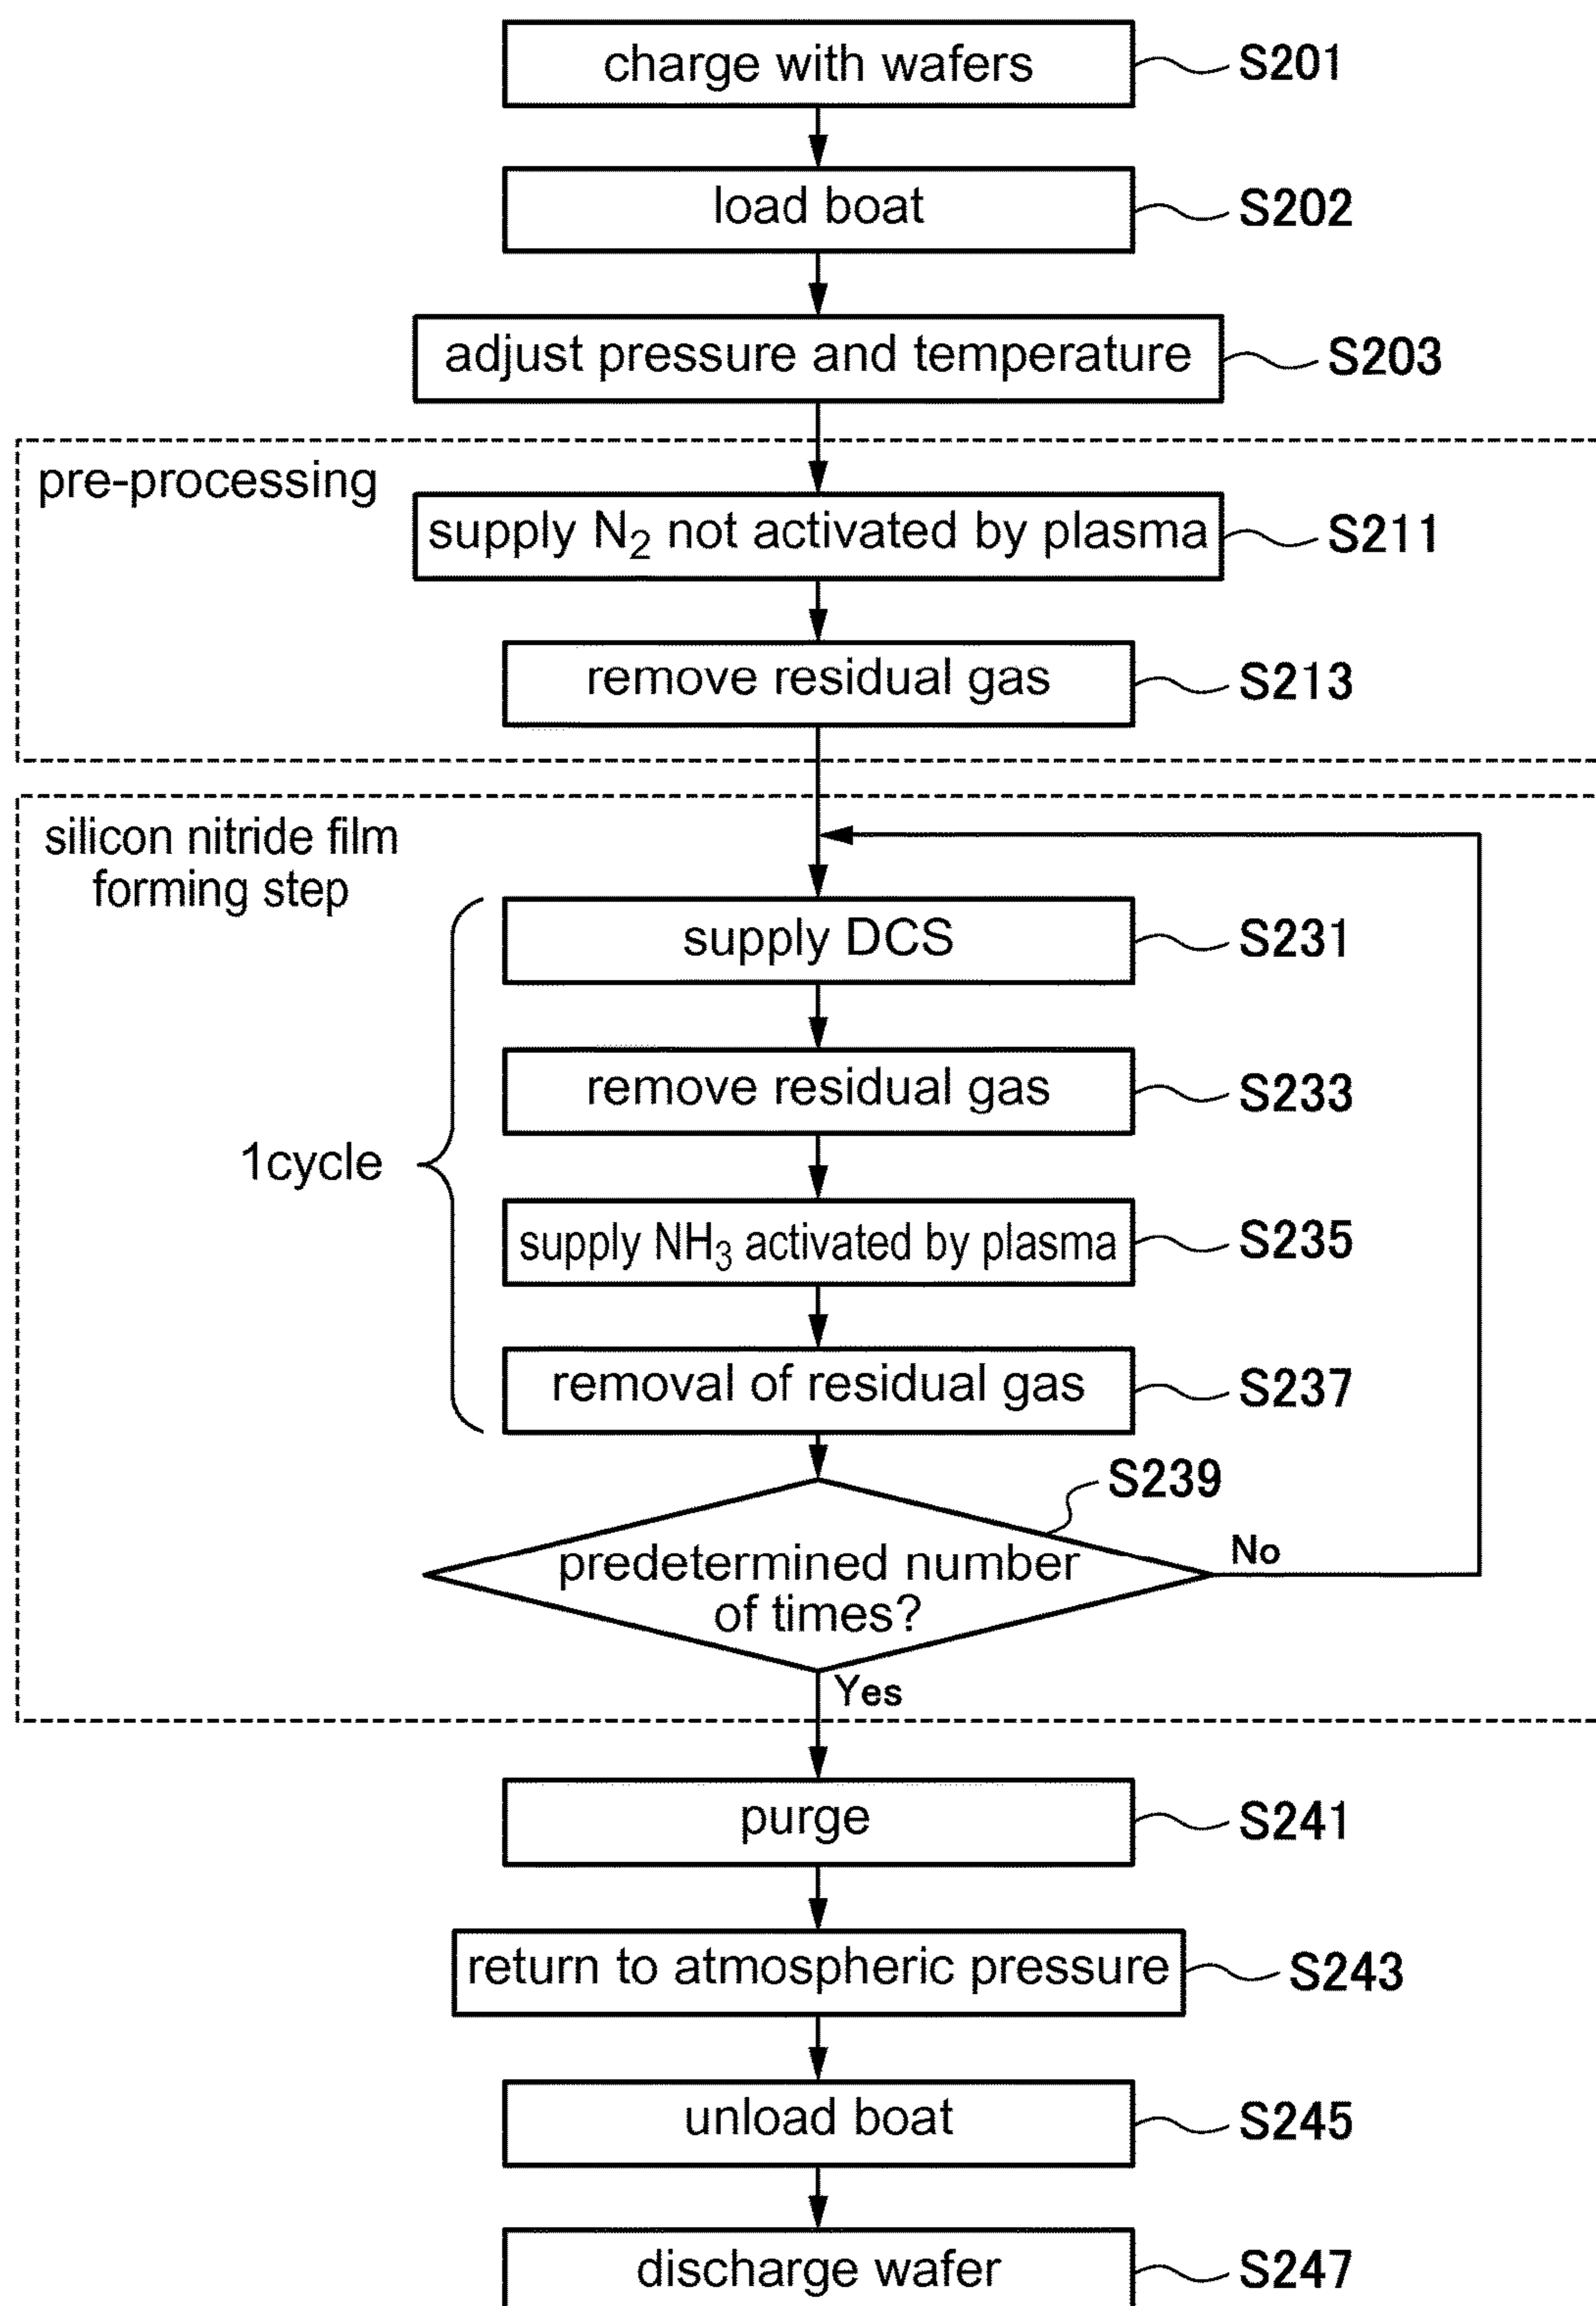 charge with wafers S201
load boat S202
adjust pressure and temperature S203
pre-processing
supply N2 not activated by plasma S211
remove residual gas S213
silicon nitride film
forming step
supply DCS S231
remove residual gas S233
1cycle
supply NH3 activated by plasma S235
removal of residual gas S237
S239
predetermined number
of times?
No
Yes
purge S241
return to atmospheric pressure S243
unload boat S245
discharge wafer S247